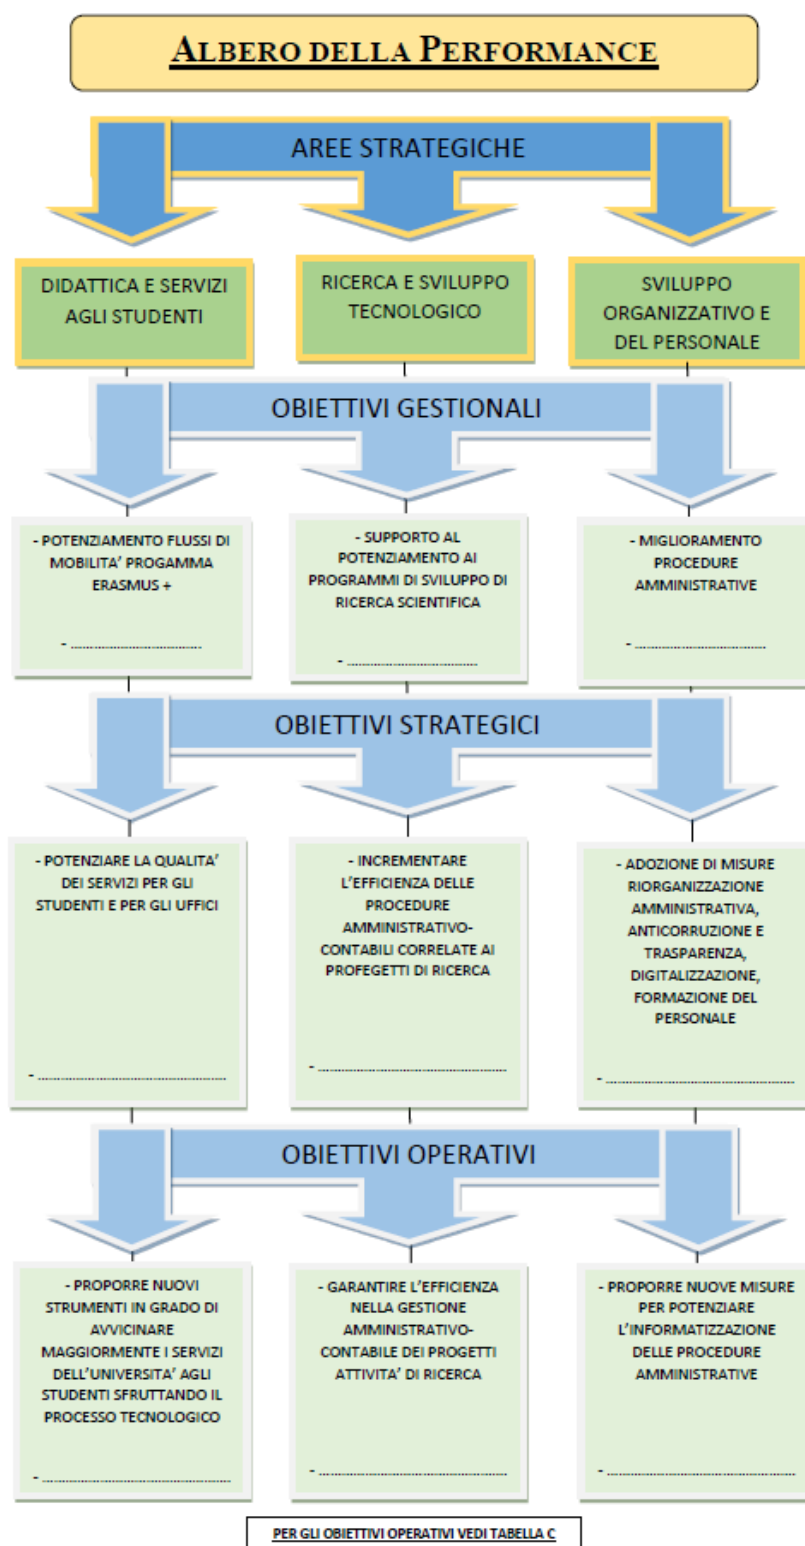 ALBERO DELLA PERFORMANCE
AREE STRATEGICHE
DIDATTICA E SERVIZI
AGLI STUDENTI
RICERCA E SVILUPPO
TECNOLOGICO
SVILUPPO
ORGANIZZATIVO E
DEL PERSONALE
OBIETTIVI GESTIONALI
- POTENZIAMENTO FLUSSI DI
MOBILITA' PROGAMMA
ERASMUS +
- ........................................
- SUPPORTO AL
POTENZIAMENTO AI
PROGRAMMI DI SVILUPPO DI
RICERCA SCIENTIFICA
- ........................................
- MIGLIORAMENTO
PROCEDURE
AMMINISTRATIVE
- ........................................
OBIETTIVI STRATEGICI
- POTENZIARE LA QUALITA'
DEI SERVIZI PER GLI
STUDENTI E PER GLI UFFICI
- ........................................................
- INCREMENTARE
L'EFFICIENZA DELLE
PROCEDURE
AMMINISTRATIVO-
CONTABILI CORRELATE AI
PROFEGETTI DI RICERCA
- ........................................................
- ADOZIONE DI MISURE
RIORGANIZZAZIONE
AMMINISTRATIVA,
ANTICORRUZIONE E
TRASPARENZA,
DIGITALIZZAZIONE,
FORMAZIONE DEL
PERSONALE
- ........................................................
OBIETTIVI OPERATIVI
- PROPORRE NUOVI
STRUMENTI IN GRADO DI
AVVICINARE
MAGGIORMENTE I SERVIZI
DELL'UNIVERSITA' AGLI
STUDENTI SFRUTTANDO IL
PROCESSO TECNOLOGICO
- ........................................................
- GARANTIRE L'EFFICIENZA
NELLA GESTIONE
AMMINISTRATIVO-
CONTABILE DEI PROGETTI
ATTIVITA' DI RICERCA
- ........................................................
- PROPORRE NUOVE MISURE
PER POTENZIARE
L'INFORMATIZZAZIONE
DELLE PROCEDURE
AMMINISTRATIVE
- ........................................................
PER GLI OBIETTIVI OPERATIVI VEDI TABELLA C